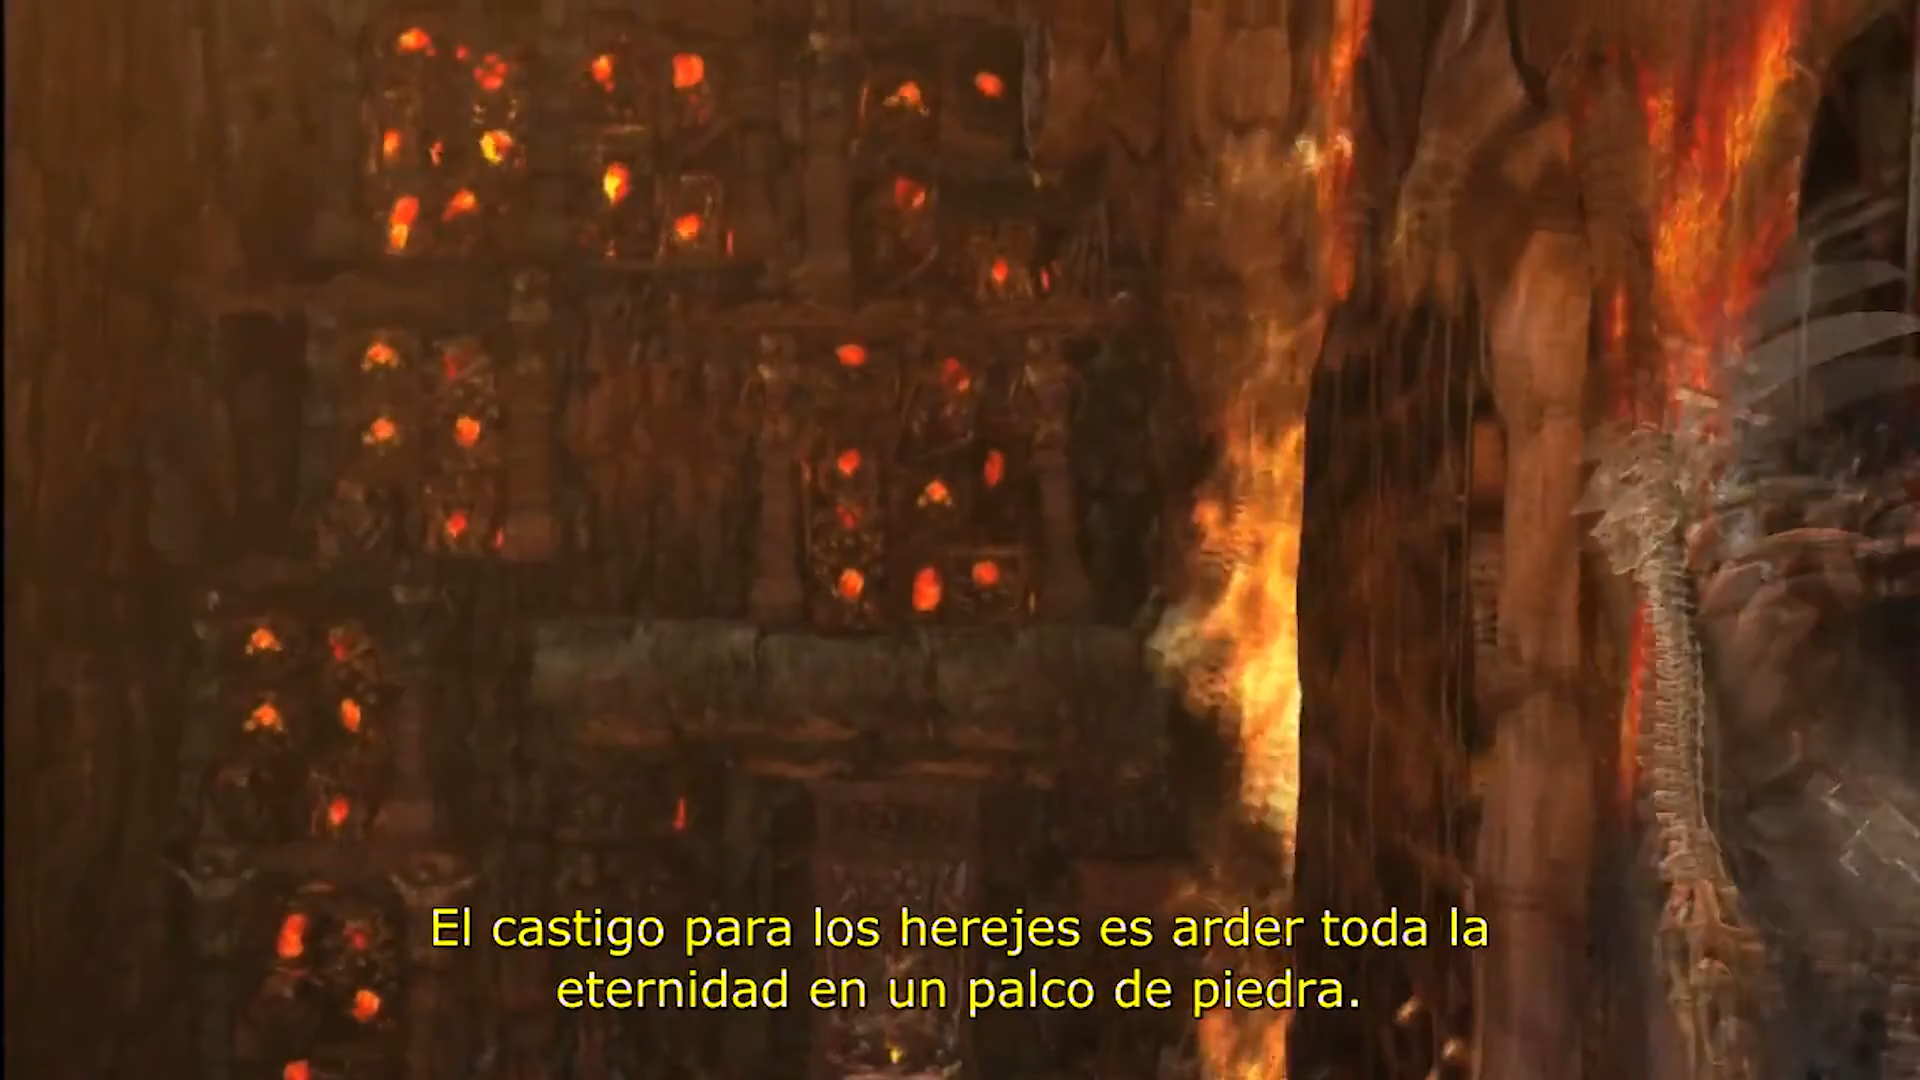 El castigo para los herejes es arder toda la
eternidad en un palco de piedra.